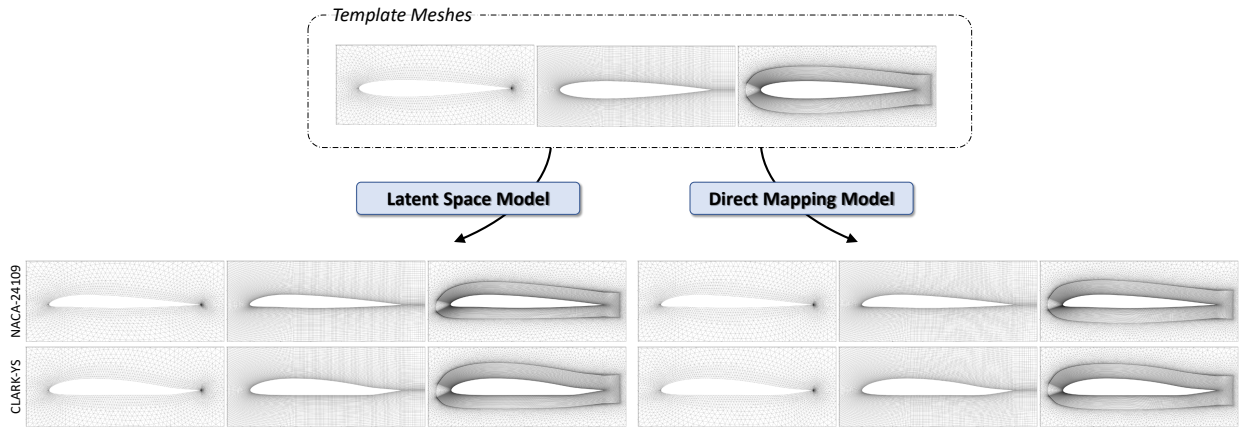 Template Meshes
Latent Space Model
Direct Mapping Model
NACA-24109
CLARK-YS